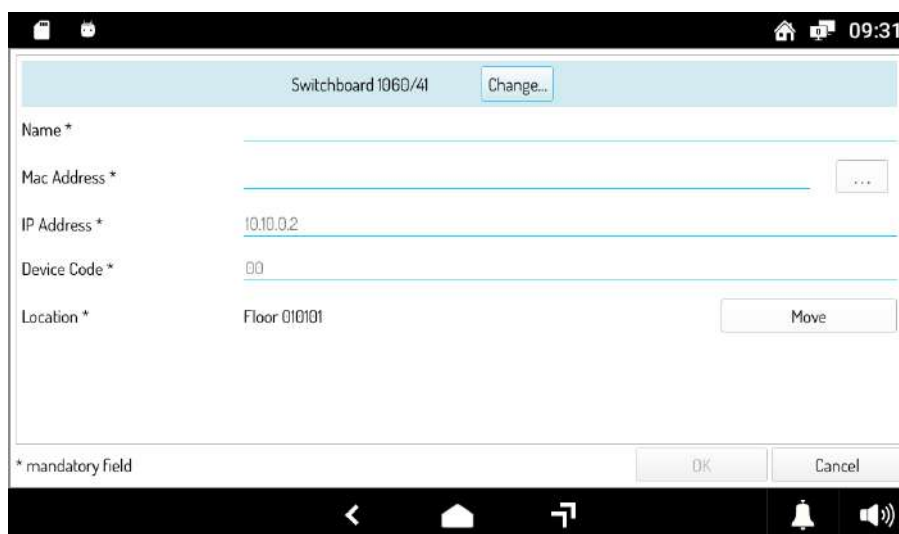 09:31
Switchboard 1060/41 Change...
Name *
Mac Address * ...
IP Address * 10.10.0.2
Device Code * 00
Location * Floor 010101 Move
* mandatory field OK Cancel